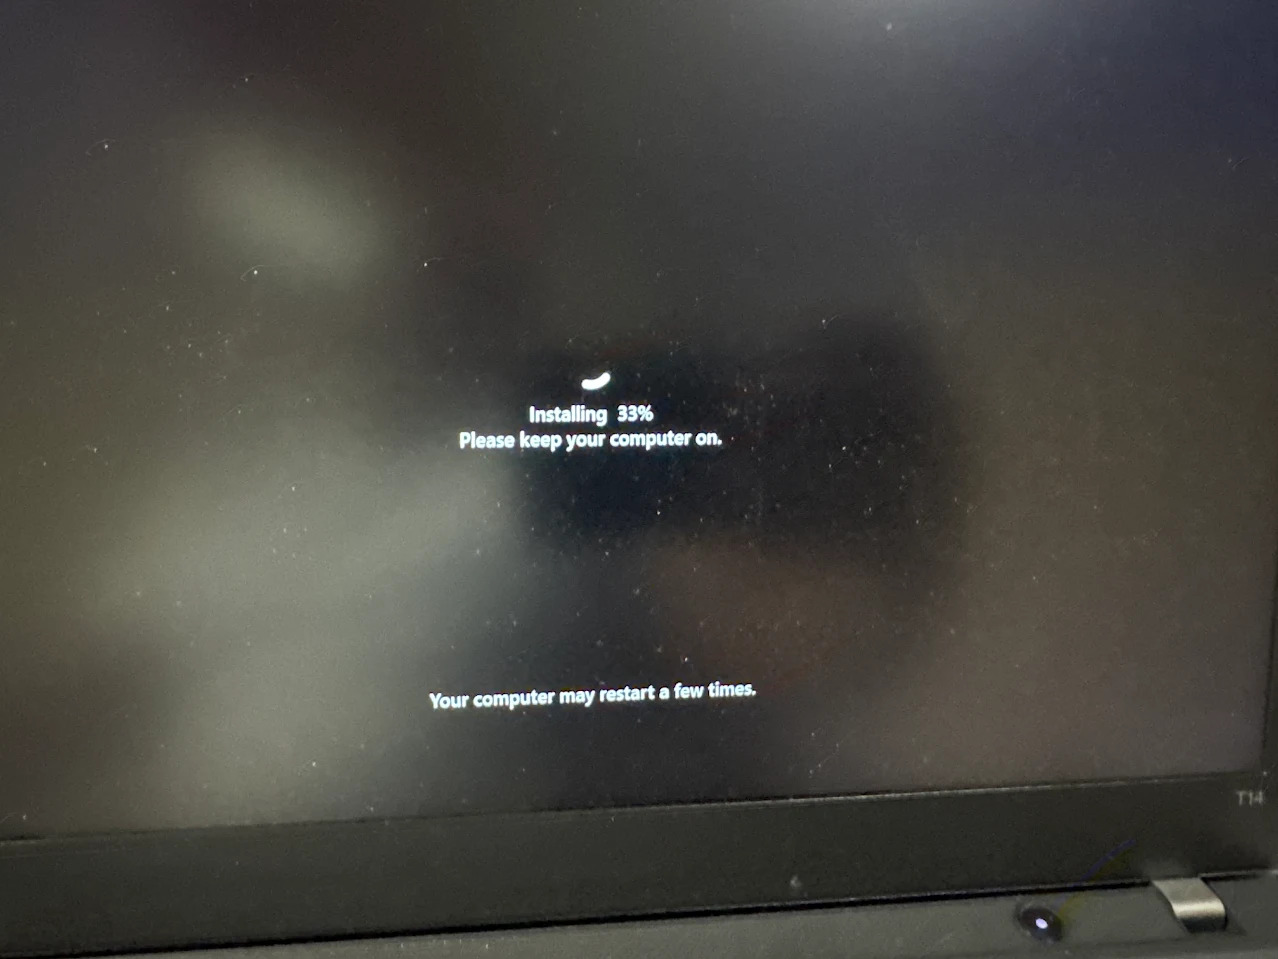 Installing 33%
Please keep your computer on.
Your computer may restart a few times.
T14